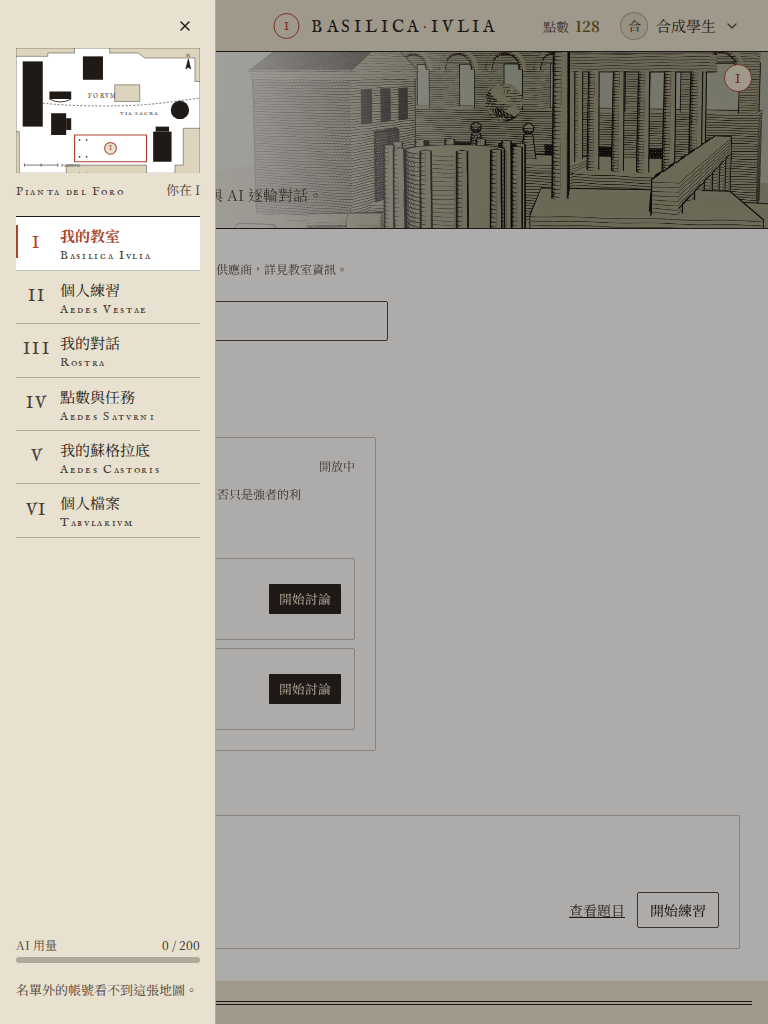 I BASILICA·IVLIA 點數 128 合 合成學生
N
FORVM
VIA SACRA
I
I
PIANTA DEL FORO 你在 I
與 AI 逐輪對話。
I 我的教室
BASILICA IVLIA
II 個人練習
AEDES VESTAE
III 我的對話
ROSTRA
IV 點數與任務
AEDES SATVRNI
V 我的蘇格拉底
AEDES CASTORIS
VI 個人檔案
TABVLARIVM
供應商,詳見教室資訊。
開放中
否只是強者的利
開始討論
開始討論
查看題目 開始練習
AI 用量 0 / 200
名單外的帳號看不到這張地圖。